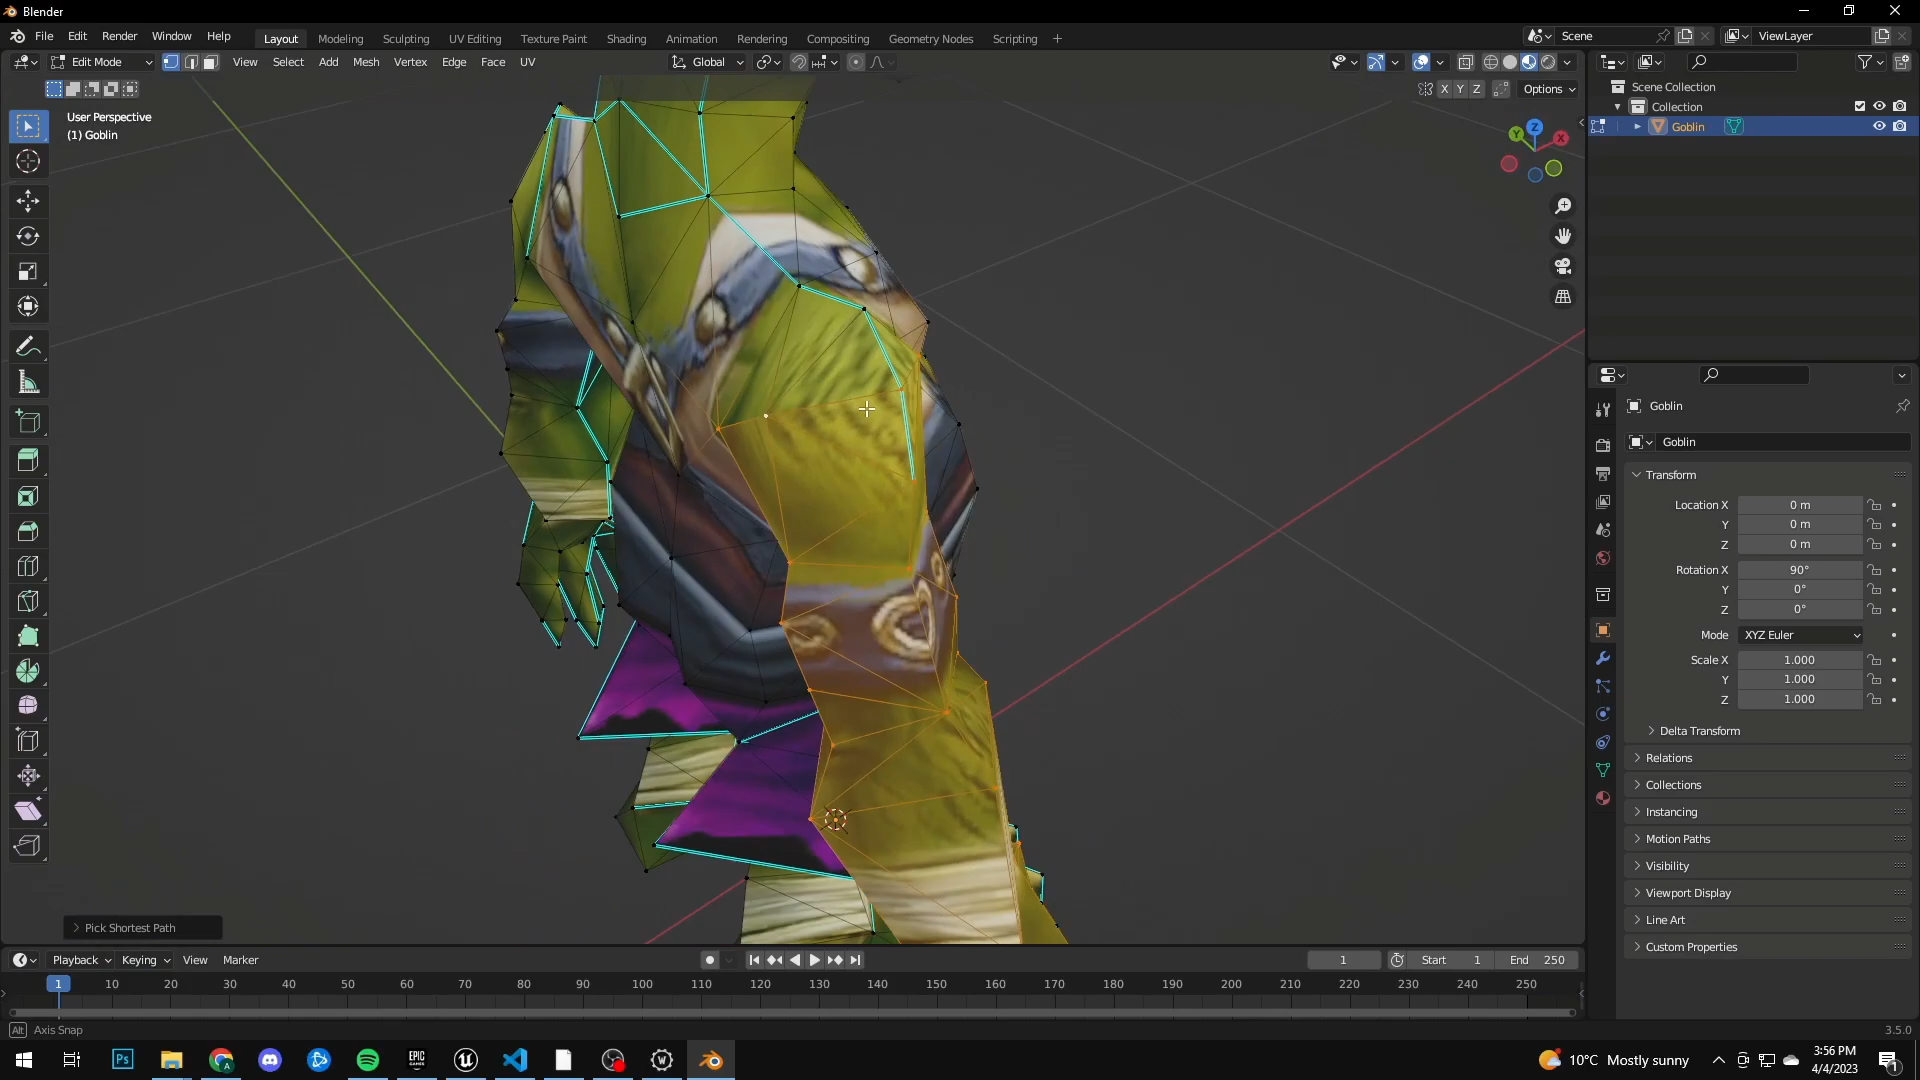 Blender
File Edit Render Window Help
Layout Modeling Sculpting UV Editing Texture Paint Shading Animation Rendering Compositing Geometry Nodes Scripting +
Scene
ViewLayer
Edit Mode View Select Add Mesh Vertex Edge Face UV
Global
X Y Z Options
User Perspective
(1) Goblin
Z
Y
X
Scene Collection
Collection
Goblin
Goblin
Goblin
Transform
Location X 0 m
Y 0 m
Z 0 m
Rotation X 90°
Y 0°
Z 0°
Mode XYZ Euler
Scale X 1.000
Y 1.000
Z 1.000
Delta Transform
Relations
Collections
Instancing
Motion Paths
Visibility
Viewport Display
Line Art
Custom Properties
Pick Shortest Path
Playback Keying View Marker
1 Start 1 End 250
1 10 20 30 40 50 60 70 80 90 100 110 120 130 140 150 160 170 180 190 200 210 220 230 240 250
Alt Axis Snap
3.5.0
Ps
EPIC GAMES
10°C Mostly sunny
3:56 PM
4/4/2023
1